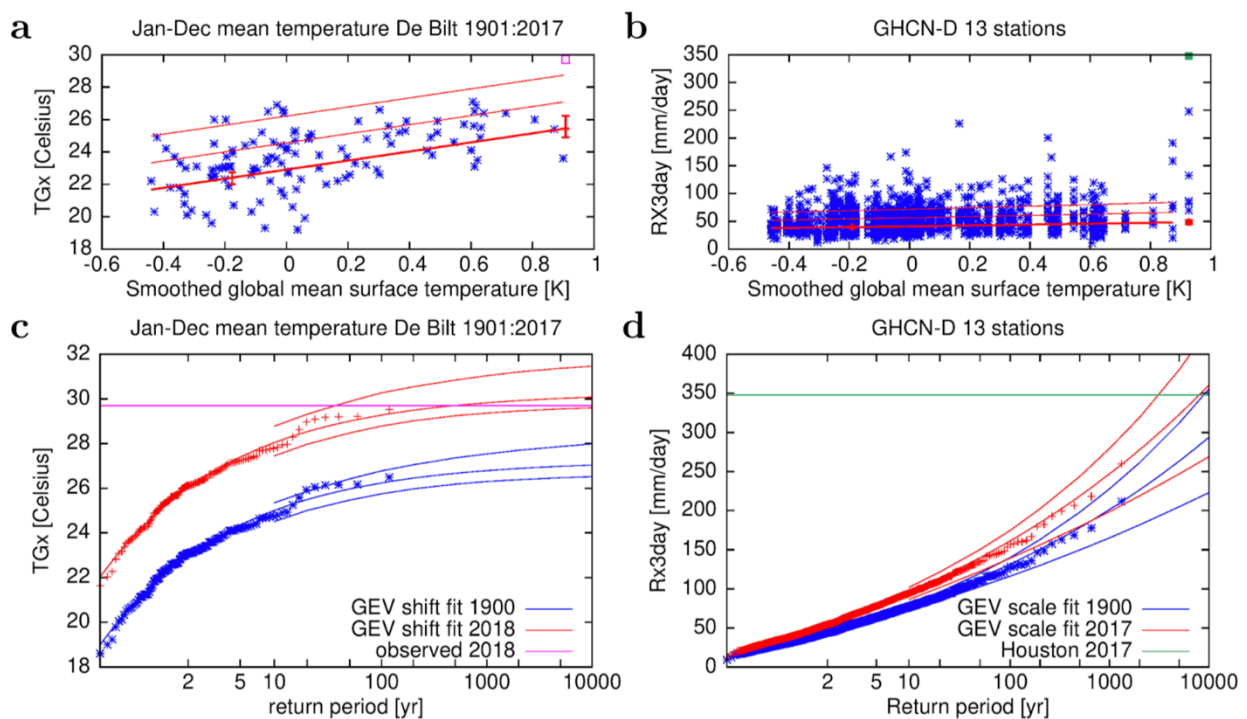 a
Jan-Dec mean temperature De Bilt 1901:2017
TGx [Celsius]
30
28
26
24
22
20
18
-0.6 -0.4 -0.2 0 0.2 0.4 0.6 0.8 1
Smoothed global mean surface temperature [K]
b
GHCN-D 13 stations
RX3day [mm/day]
350
300
250
200
150
100
50
0
-0.6 -0.4 -0.2 0 0.2 0.4 0.6 0.8 1
Smoothed global mean surface temperature [K]
c
Jan-Dec mean temperature De Bilt 1901:2017
TGx [Celsius]
32
30
28
26
24
22
20
18
GEV shift fit 1900
GEV shift fit 2018
observed 2018
2 5 10 100 1000 10000
return period [yr]
d
GHCN-D 13 stations
Rx3day [mm/day]
400
350
300
250
200
150
100
50
0
GEV scale fit 1900
GEV scale fit 2017
Houston 2017
2 5 10 100 1000 10000
Return period [yr]